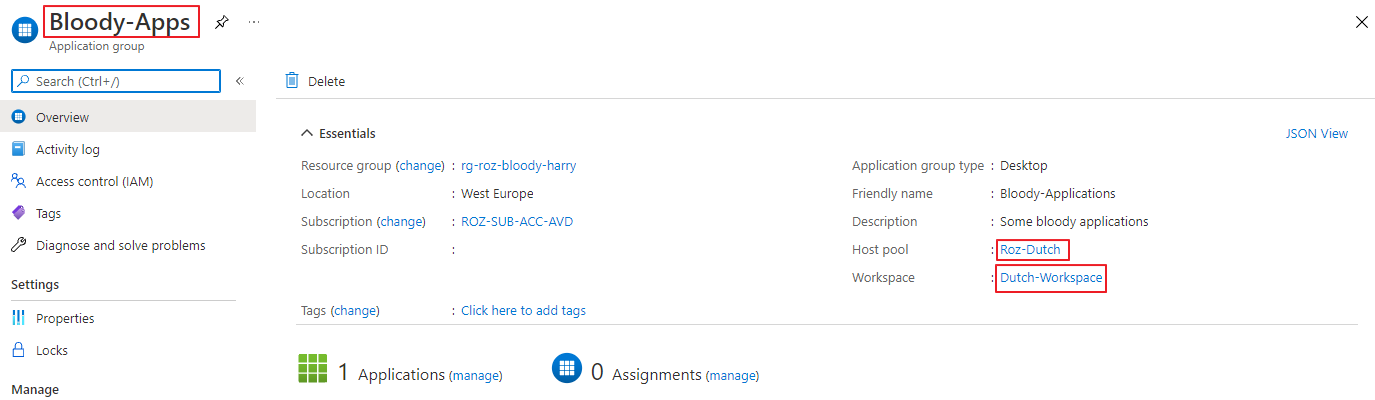 Bloody-Apps
Application group
Search (Ctrl+/)
Overview
Activity log
Access control (IAM)
Tags
Diagnose and solve problems
Settings
Properties
Locks
Manage
Delete
Essentials
JSON View
Resource group (change) : rg-roz-bloody-harry
Location : West Europe
Subscription (change) : ROZ-SUB-ACC-AVD
Subscription ID :
Tags (change) : Click here to add tags
Application group type : Desktop
Friendly name : Bloody-Applications
Description : Some bloody applications
Host pool : Roz-Dutch
Workspace : Dutch-Workspace
1 Applications (manage)
0 Assignments (manage)